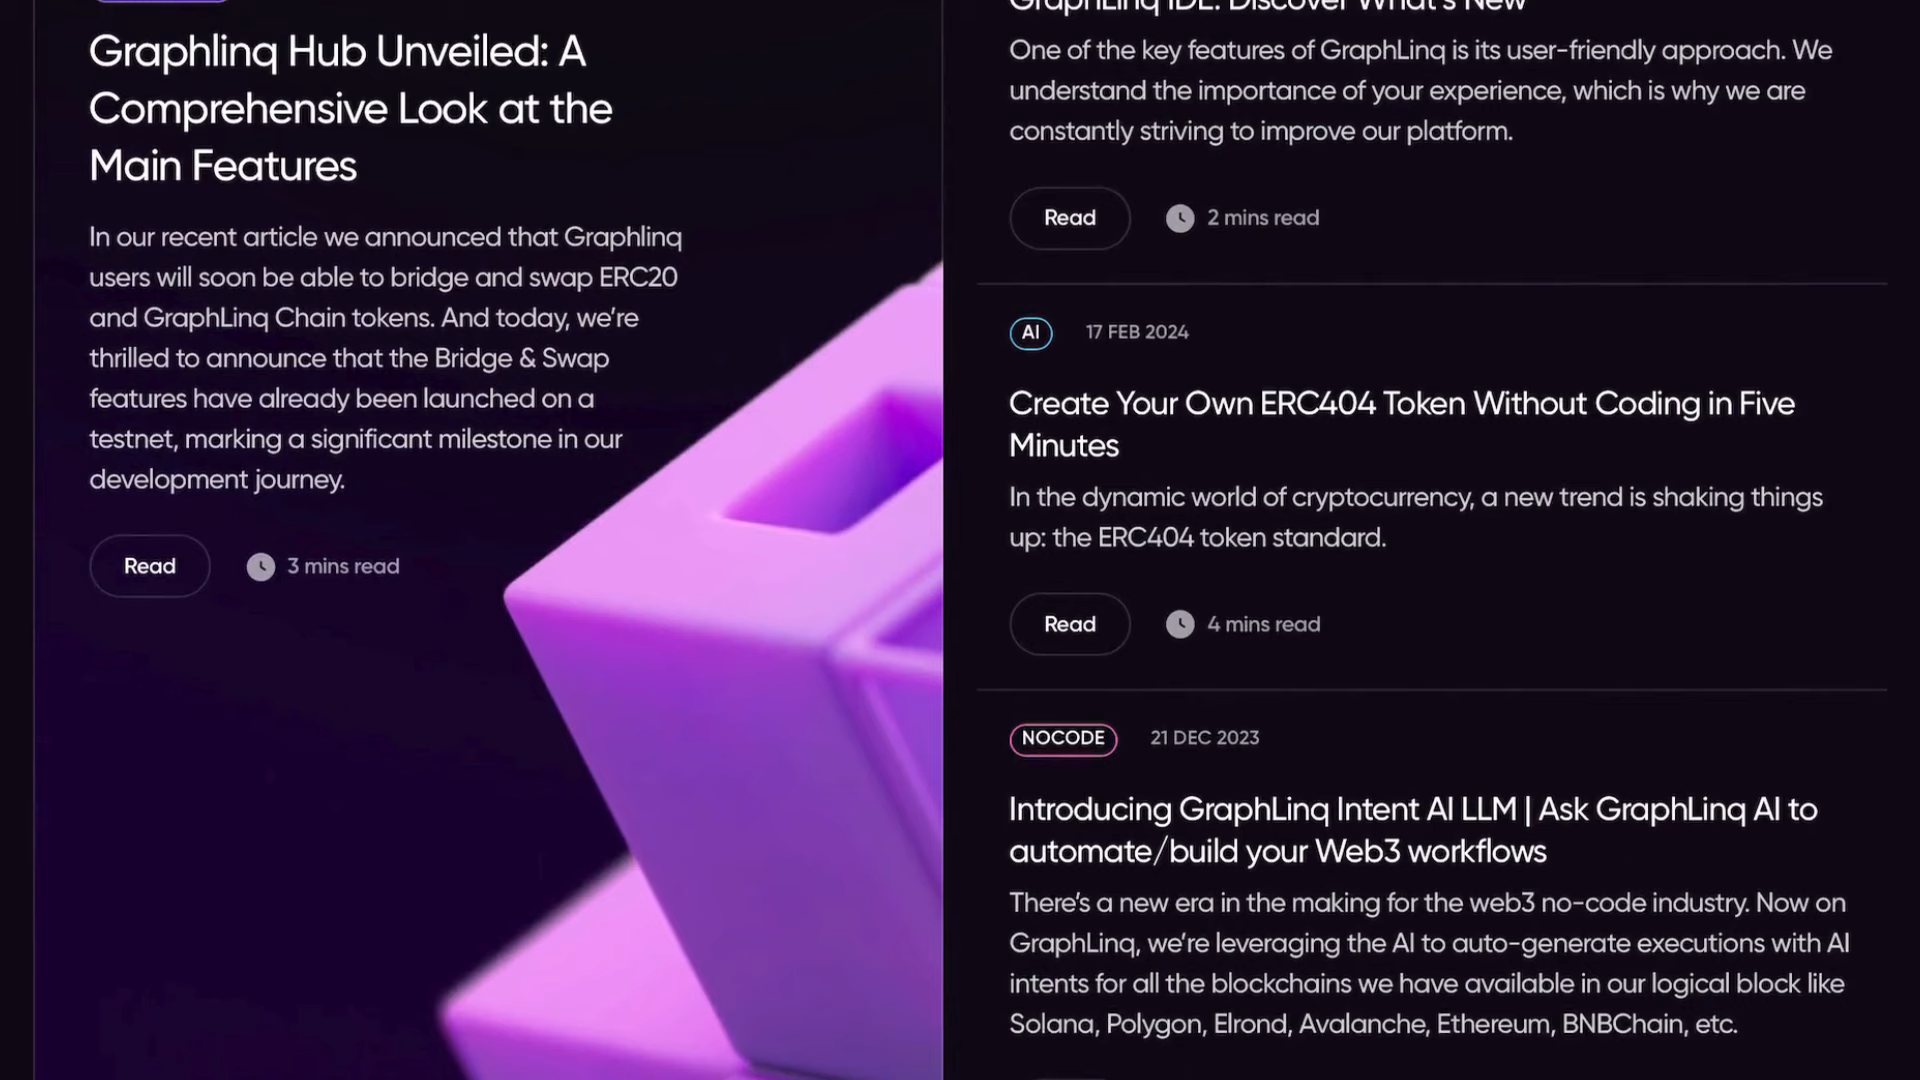 Graphlinq Hub Unveiled: A
Comprehensive Look at the
Main Features
In our recent article we announced that Graphlinq
users will soon be able to bridge and swap ERC20
and GraphLinq Chain tokens. And today, we’re
thrilled to announce that the Bridge & Swap
features have already been launched on a
testnet, marking a significant milestone in our
development journey.
Read
3 mins read
GraphLinq IDE: Discover What’s New
One of the key features of GraphLinq is its user-friendly approach. We
understand the importance of your experience, which is why we are
constantly striving to improve our platform.
Read
2 mins read
AI
17 FEB 2024
Create Your Own ERC404 Token Without Coding in Five
Minutes
In the dynamic world of cryptocurrency, a new trend is shaking things
up: the ERC404 token standard.
Read
4 mins read
NOCODE
21 DEC 2023
Introducing GraphLinq Intent AI LLM | Ask GraphLinq AI to
automate/build your Web3 workflows
There’s a new era in the making for the web3 no-code industry. Now on
GraphLinq, we’re leveraging the AI to auto-generate executions with AI
intents for all the blockchains we have available in our logical block like
Solana, Polygon, Elrond, Avalanche, Ethereum, BNBChain, etc.